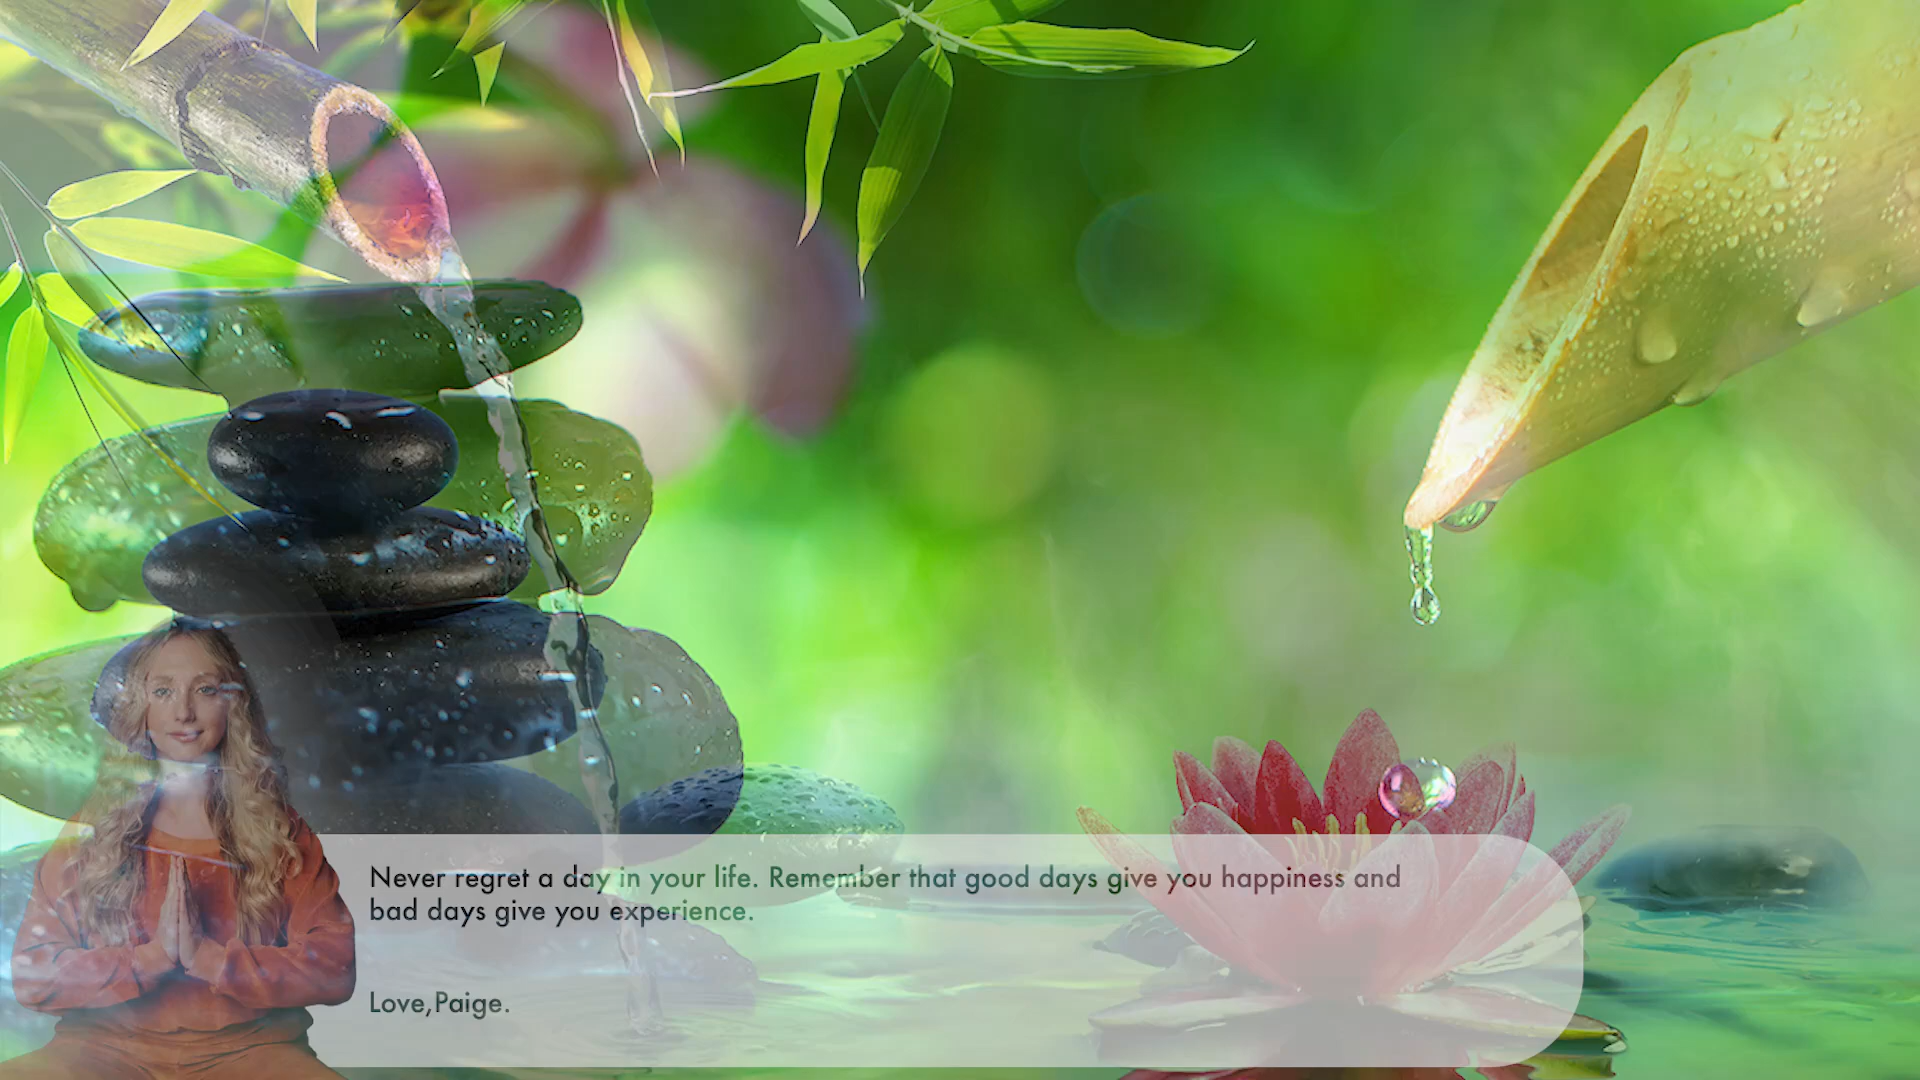 Never regret a day in your life. Remember that good days give you happiness and
bad days give you experience.
Love,Paige.